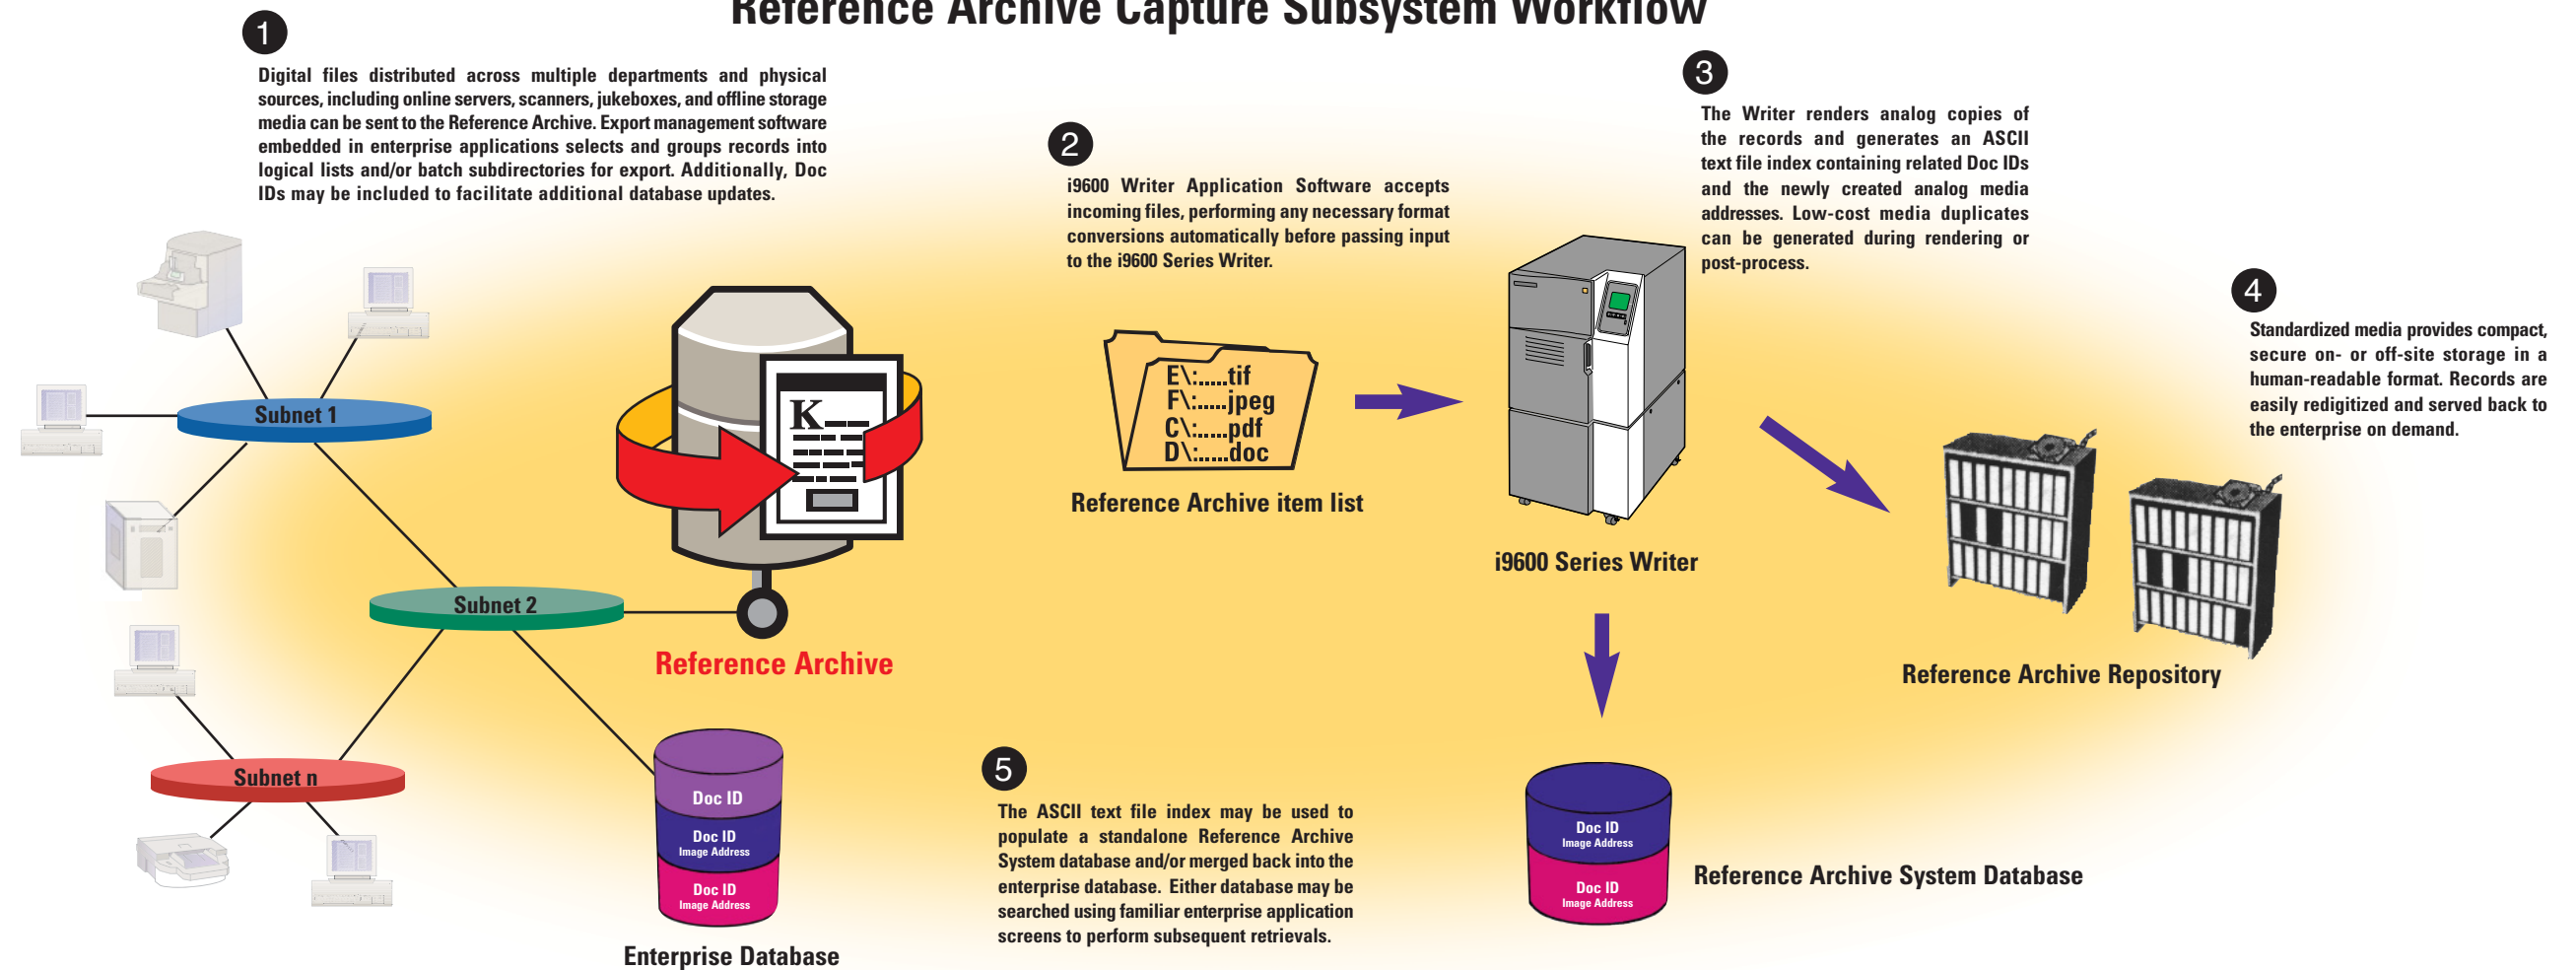 Reference Archive Capture Subsystem Workflow
1
Digital files distributed across multiple departments and physical
sources, including online servers, scanners, jukeboxes, and offline storage
media can be sent to the Reference Archive. Export management software
embedded in enterprise applications selects and groups records into
logical lists and/or batch subdirectories for export. Additionally, Doc
IDs may be included to facilitate additional database updates.
2
i9600 Writer Application Software accepts
incoming files, performing any necessary format
conversions automatically before passing input
to the i9600 Series Writer.
3
The Writer renders analog copies of
the records and generates an ASCII
text file index containing related Doc IDs
and the newly created analog media
addresses. Low-cost media duplicates
can be generated during rendering or
post-process.
4
Standardized media provides compact,
secure on- or off-site storage in a
human-readable format. Records are
easily redigitized and served back to
the enterprise on demand.
Subnet 1
Subnet 2
Subnet n
K
Reference Archive
E\:.....tif
F\:.....jpeg
C\:.....pdf
D\:.....doc
Reference Archive item list
i9600 Series Writer
Reference Archive Repository
Doc ID
Doc ID
Image Address
Doc ID
Image Address
Enterprise Database
5
The ASCII text file index may be used to
populate a standalone Reference Archive
System database and/or merged back into the
enterprise database. Either database may be
searched using familiar enterprise application
screens to perform subsequent retrievals.
Doc ID
Image Address
Doc ID
Image Address
Reference Archive System Database